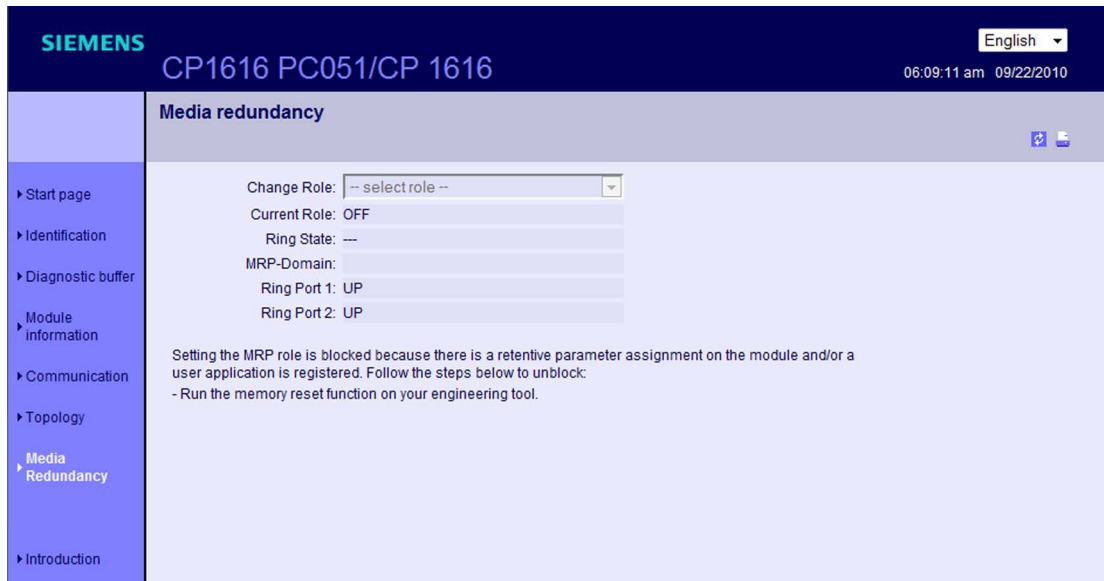 SIEMENS
English
CP1616 PC051/CP 1616
06:09:11 am 09/22/2010
Media redundancy
Start page
Identification
Diagnostic buffer
Module
information
Communication
Topology
Media
Redundancy
Introduction
Change Role: -- select role --
Current Role: OFF
Ring State: ---
MRP-Domain:
Ring Port 1: UP
Ring Port 2: UP
Setting the MRP role is blocked because there is a retentive parameter assignment on the module and/or a
user application is registered. Follow the steps below to unblock:
- Run the memory reset function on your engineering tool.